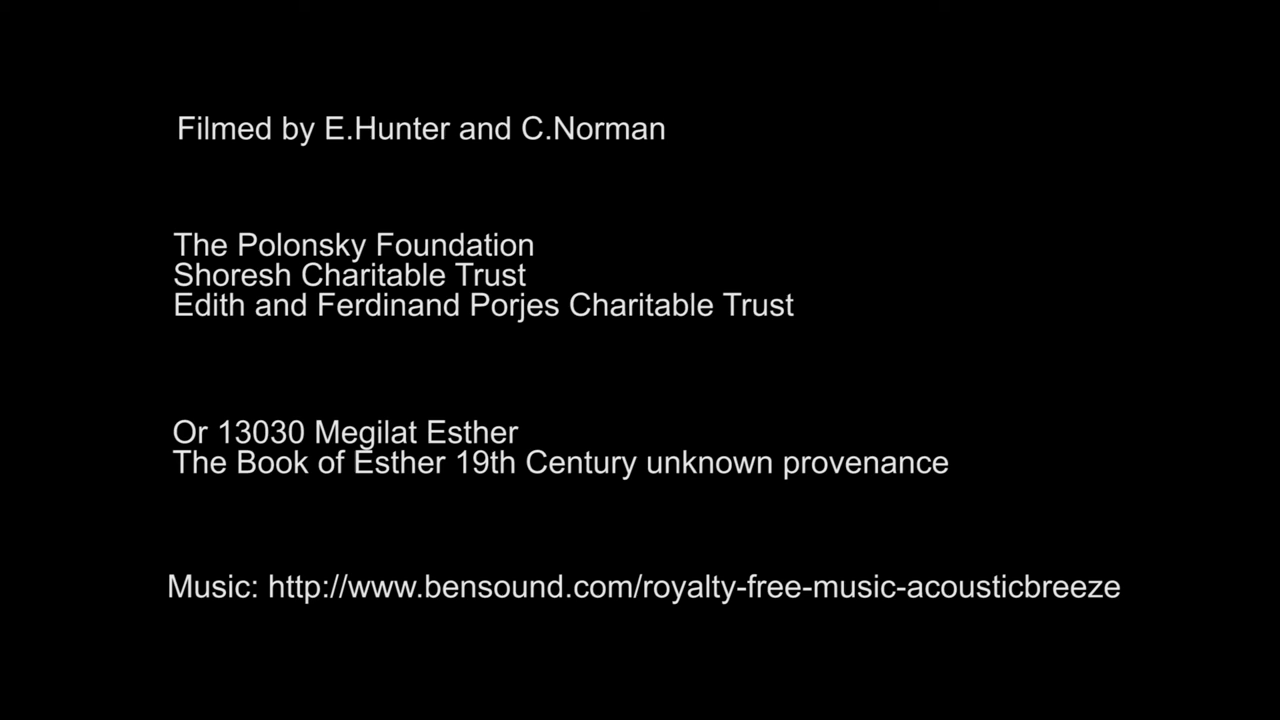 Filmed by E.Hunter and C.Norman
The Polonsky Foundation
Shoresh Charitable Trust
Edith and Ferdinand Porjes Charitable Trust
Or 13030 Megilat Esther
The Book of Esther 19th Century unknown provenance
Music: http://www.bensound.com/royalty-free-music-acousticbreeze